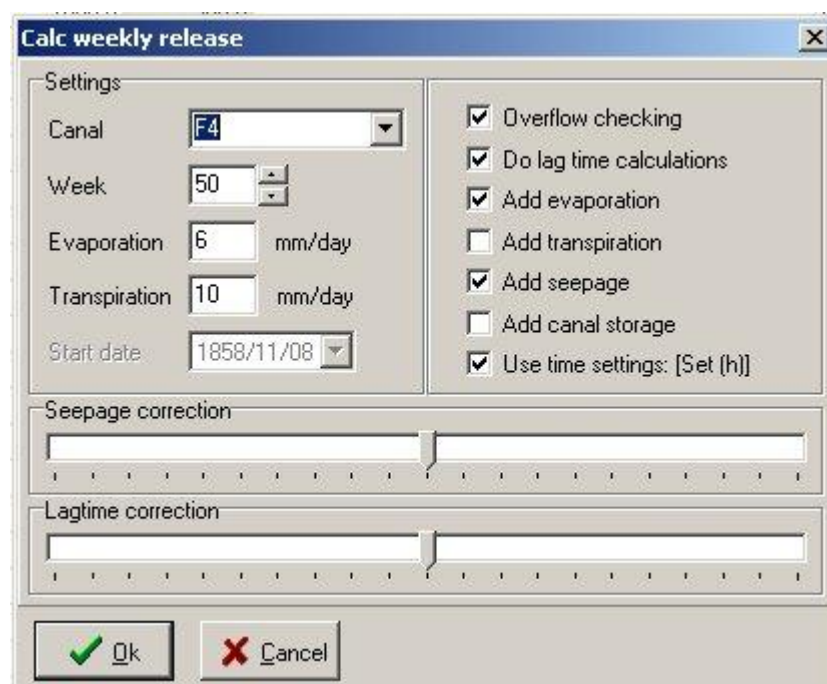 Calc weekly release
Settings
Canal F4
Week 50
Evaporation 6 mm/day
Transpiration 10 mm/day
Start date 1858/11/08
Overflow checking
Do lag time calculations
Add evaporation
Add transpiration
Add seepage
Add canal storage
Use time settings: [Set (h)]
Seepage correction
Lagtime correction
Ok
Cancel